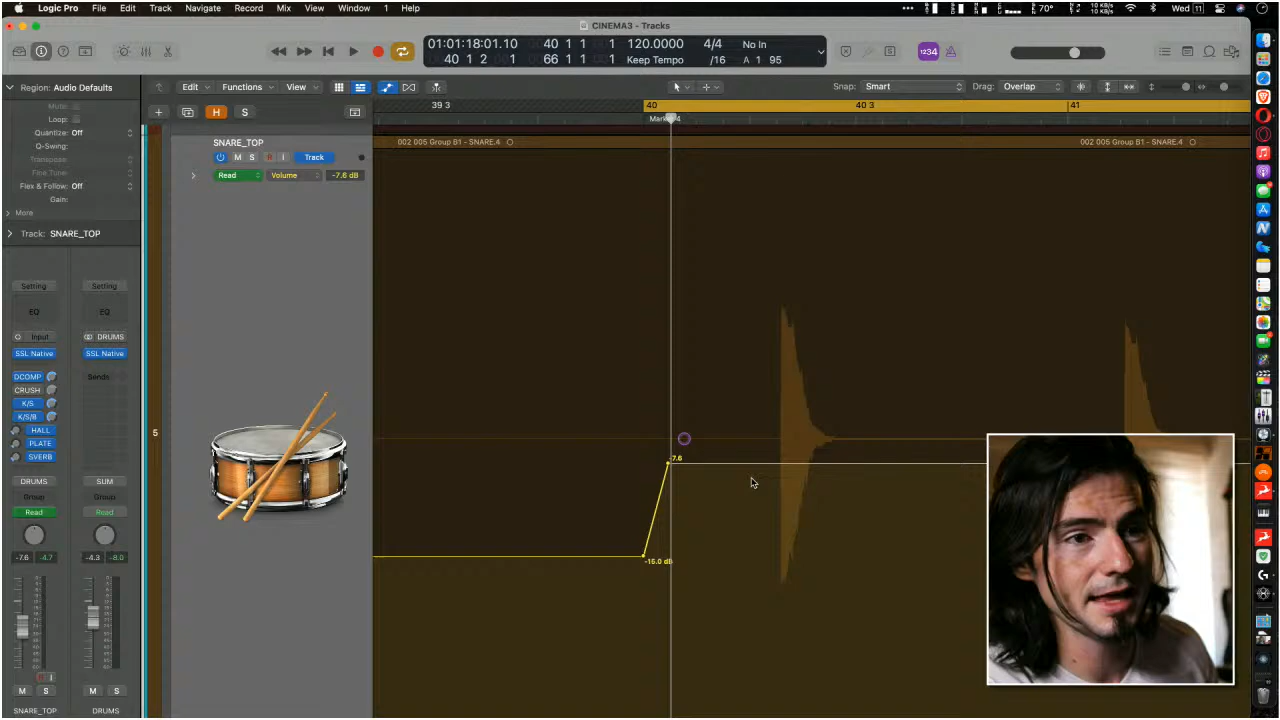 Logic Pro File Edit Track Navigate Record Mix View Window 1 Help
70° 10 KB/s 10 KB/s Wed 11
CINEMA3 - Tracks
01:01:18:01.10 40 1 1 120.0000 4/4 No In
40 1 2 1 66 1 1 Keep Tempo /16 A 1 95
1234
Region: Audio Defaults
Mute:
Loop:
Quantize: Off
Q-Swing:
Transpose:
Fine Tune:
Flex & Follow: Off
Gain:
More
Track: SNARE_TOP
Edit Functions View
Snap: Smart
Drag: Overlap
H S
39 3 40 40 3 41
SNARE_TOP
M S R I Track
Read Volume -7.6 dB
002 005 Group B1 - SNARE.4
002 005 Group B1 - SNARE.4
5
-7.6
-15.0 dB
Setting Setting
EQ EQ
Input DRUMS
SSL Native SSL Native
DCOMP Sends
CRUSH
K/S
K/S/B
HALL
PLATE
SVERB
DRUMS SUM
Group Group
Read Read
-7.6 -4.7 -4.3 -8.0
R I
M S M S
SNARE_TOP DRUMS